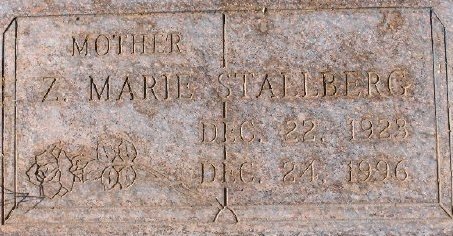 MOTHER
Z. MARIE STALLBERG
DEC. 22, 1923
DEC. 24, 1996